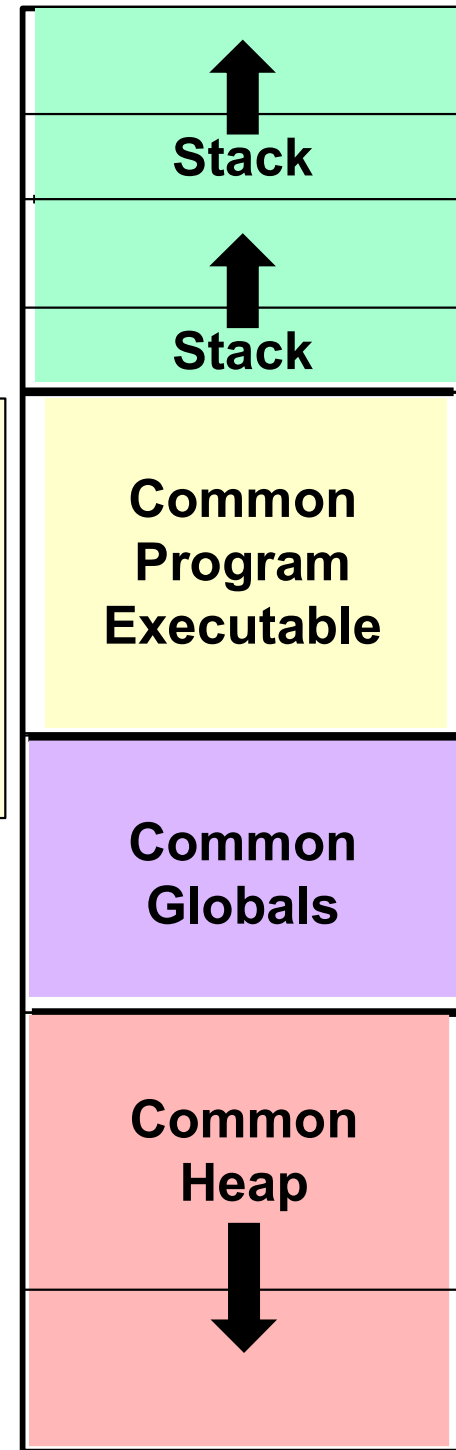 Stack
Stack
Common
Program
Executable
Common
Globals
Common
Heap